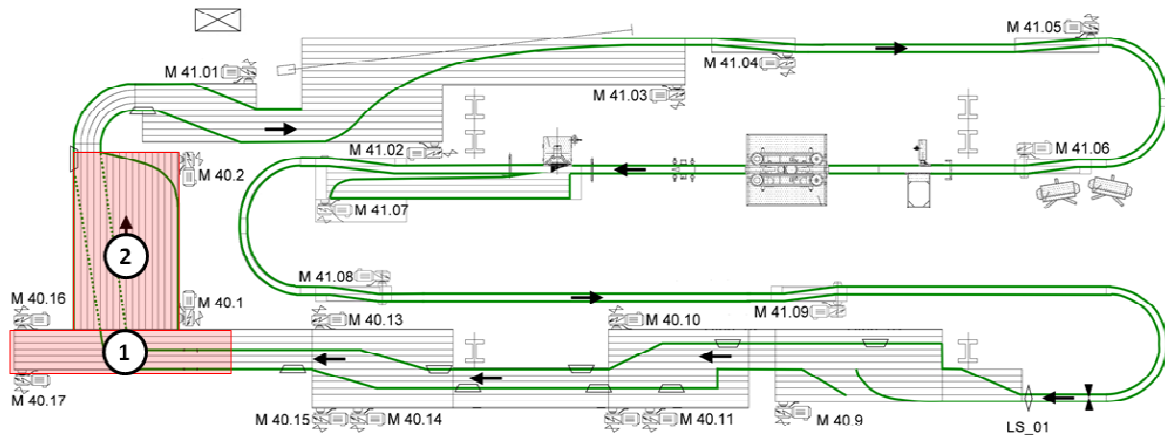 M 41.05
M 41.01
M 41.04
M 41.03
M 41.02
M 41.06
M 40.2
M 41.07
2
M 41.08
M 40.16
M 40.1
M 40.13
M 40.10
M 41.09
1
M 40.17
M 40.15
M 40.14
M 40.11
M 40.9
LS_01